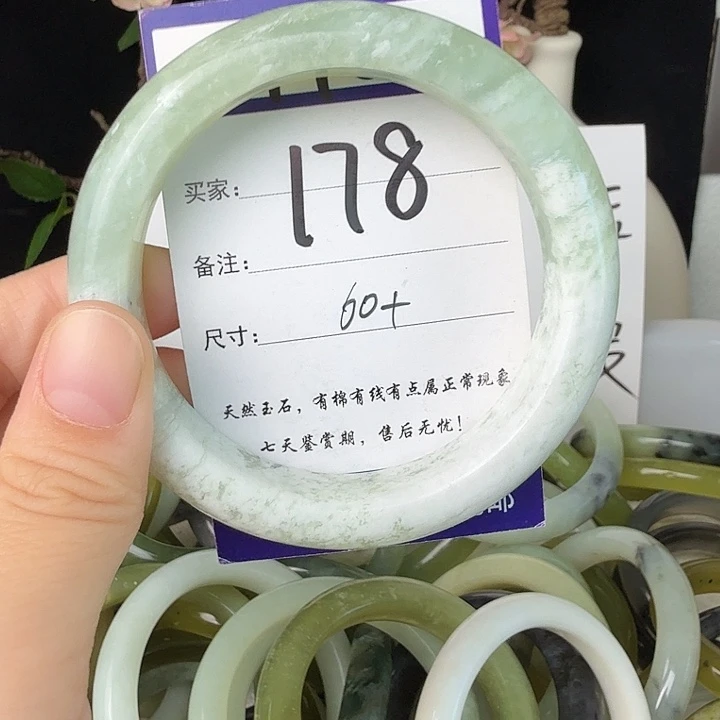 买家：178
备注：
尺寸：60+
天然玉石，有棉有线有点属正常现象
七天鉴赏期，售后无忧！